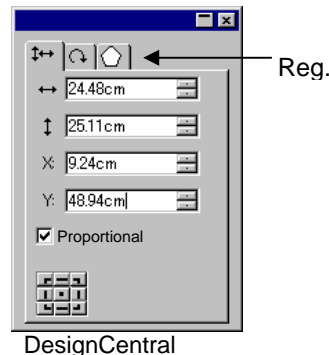 Reg.
24.48cm
25.11cm
X: 9.24cm
Y: 48.94cm
Proportional
DesignCentral